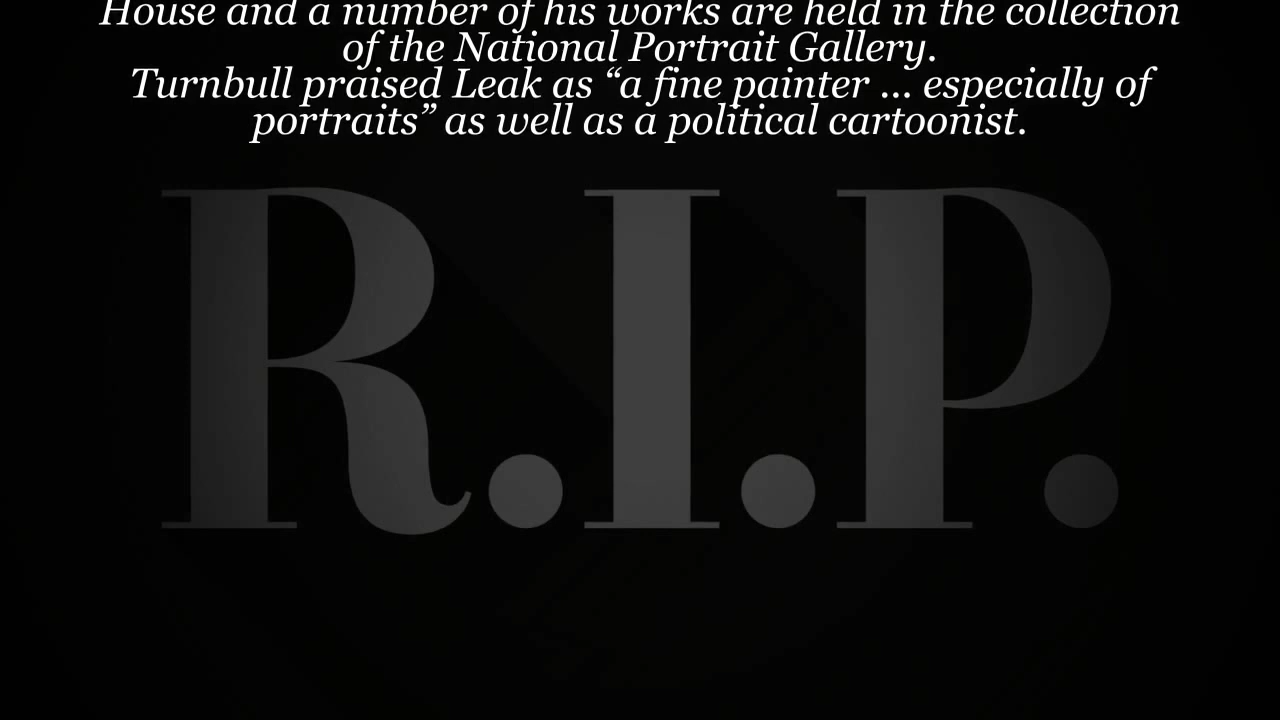 House and a number of his works are held in the collection
of the National Portrait Gallery.
Turnbull praised Leak as “a fine painter ... especially of
portraits” as well as a political cartoonist.
R.I.P.